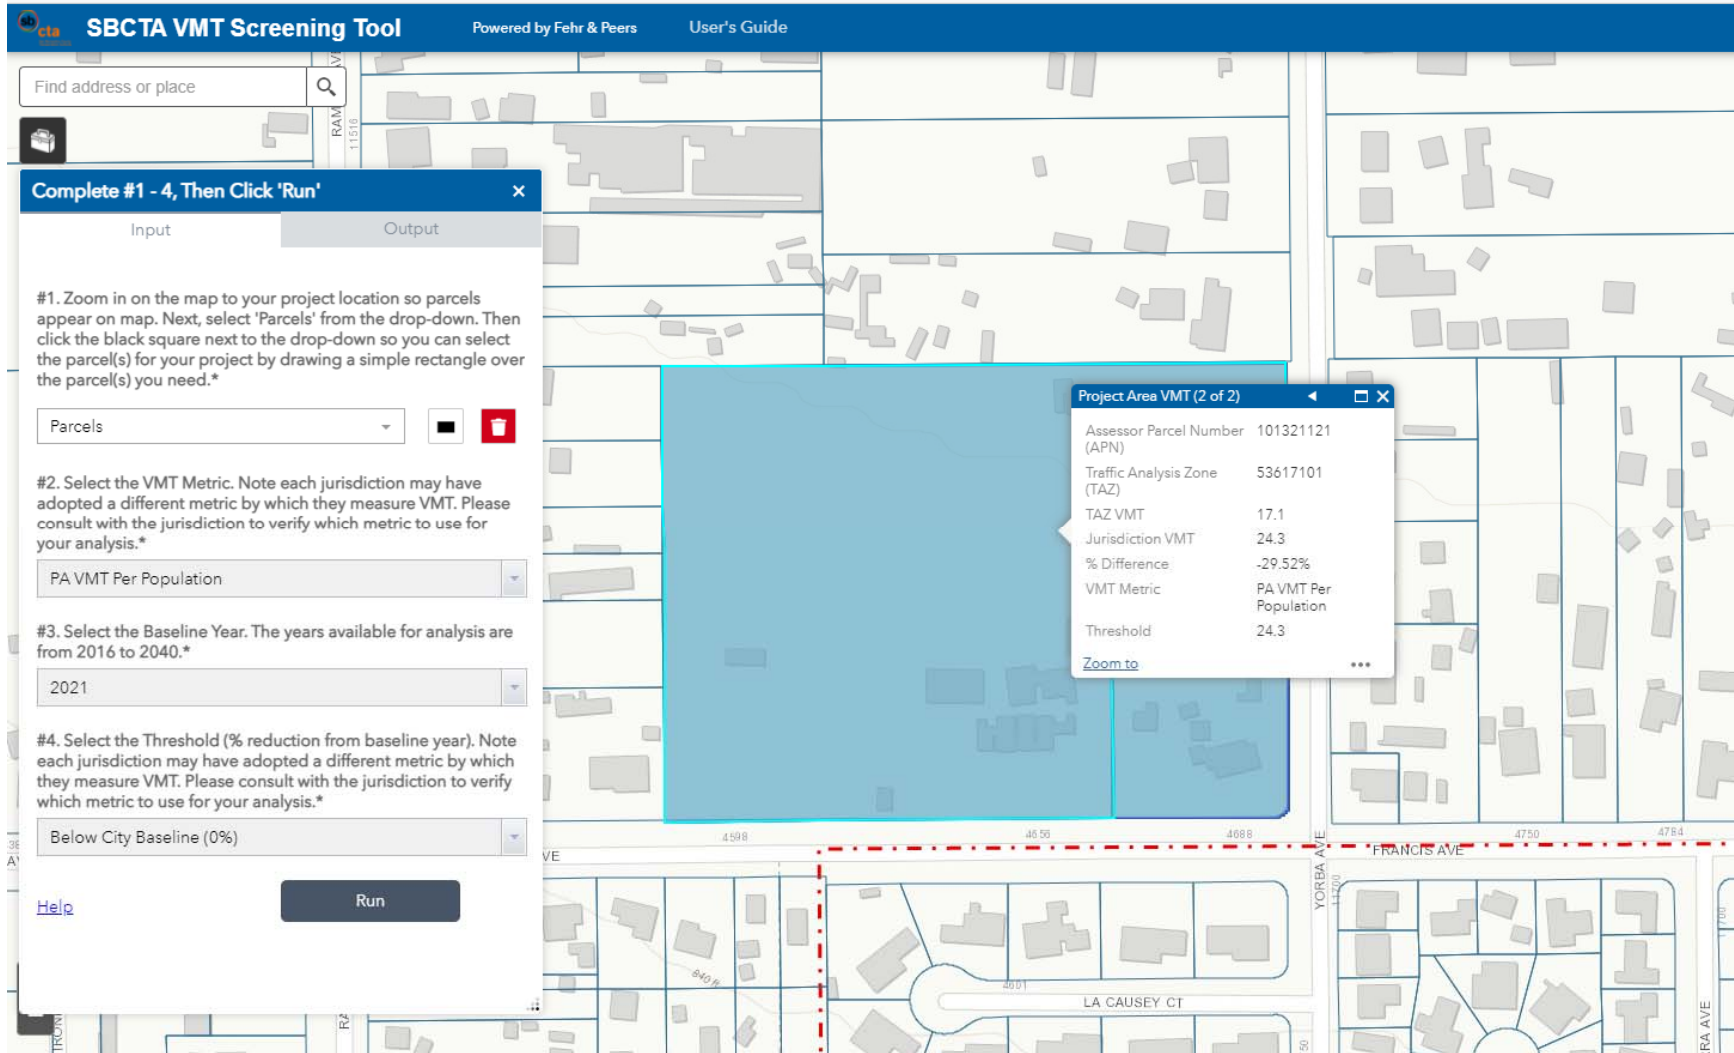 sb
cta
SBCTA VMT Screening Tool
Powered by Fehr & Peers
User's Guide
Find address or place
11516
Complete #1 - 4, Then Click 'Run'
Input
Output
#1. Zoom in on the map to your project location so parcels
appear on map. Next, select 'Parcels' from the drop-down. Then
click the black square next to the drop-down so you can select
the parcel(s) for your project by drawing a simple rectangle over
the parcel(s) you need.*
Parcels
#2. Select the VMT Metric. Note each jurisdiction may have
adopted a different metric by which they measure VMT. Please
consult with the jurisdiction to verify which metric to use for
your analysis.*
PA VMT Per Population
#3. Select the Baseline Year. The years available for analysis are
from 2016 to 2040.*
2021
#4. Select the Threshold (% reduction from baseline year). Note
each jurisdiction may have adopted a different metric by which
they measure VMT. Please consult with the jurisdiction to verify
which metric to use for your analysis.*
Below City Baseline (0%)
Help
Run
Project Area VMT (2 of 2)
Assessor Parcel Number 101321121
(APN)
Traffic Analysis Zone 53617101
(TAZ)
TAZ VMT 17.1
Jurisdiction VMT 24.3
% Difference -29.52%
VMT Metric PA VMT Per
Population
Threshold 24.3
Zoom to
4598
4656
4688
4750
4784
VE
YORBA AVE
11700
FRANCIS AVE
840 ft
4661
LA CAUSEY CT
RA AVE